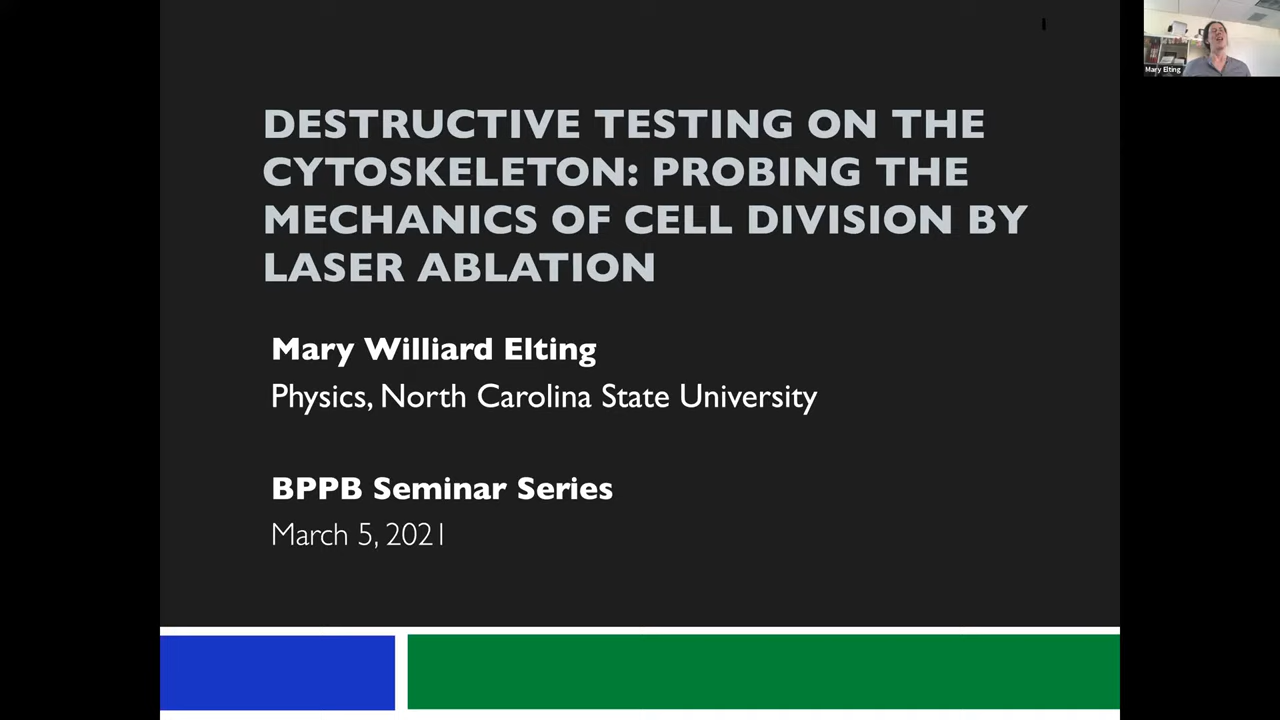 1
DESTRUCTIVE TESTING ON THE
CYTOSKELETON: PROBING THE
MECHANICS OF CELL DIVISION BY
LASER ABLATION
Mary Williard Elting
Physics, North Carolina State University
BPPB Seminar Series
March 5, 2021
Mary Elting